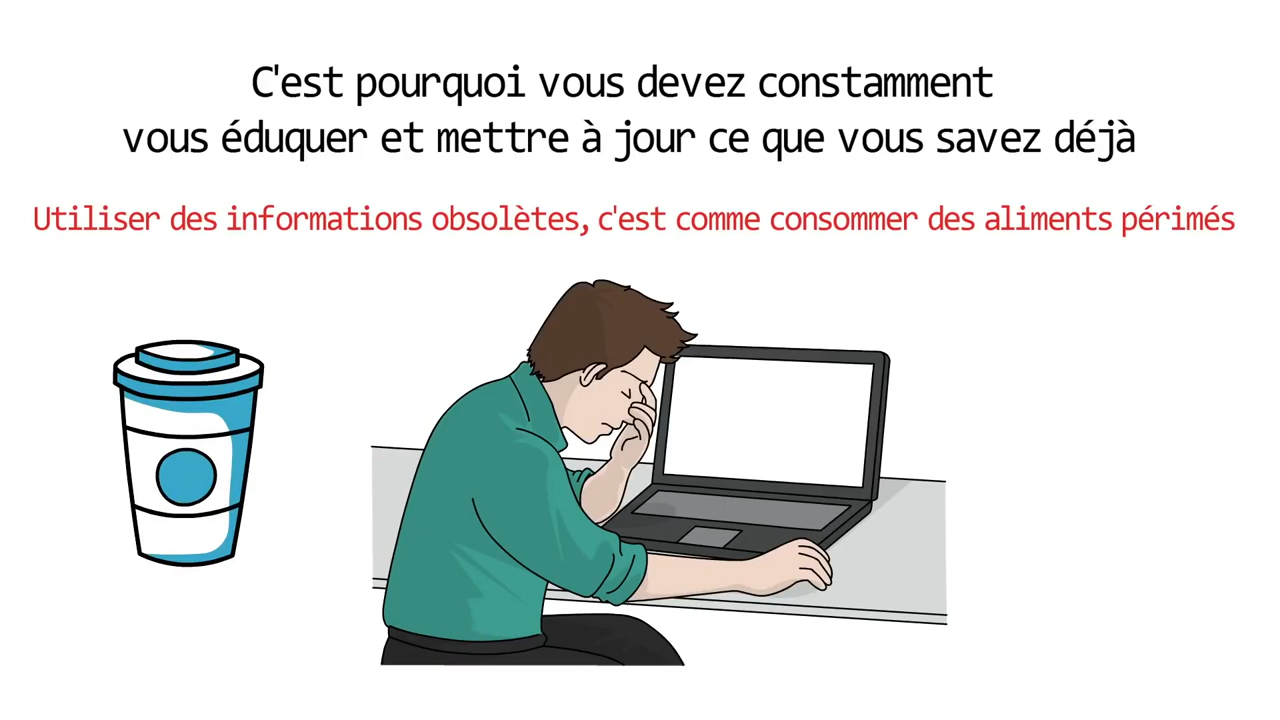 C'est pourquoi vous devez constamment
vous éduquer et mettre à jour ce que vous savez déjà
Utiliser des informations obsolètes, c'est comme consommer des aliments périmés